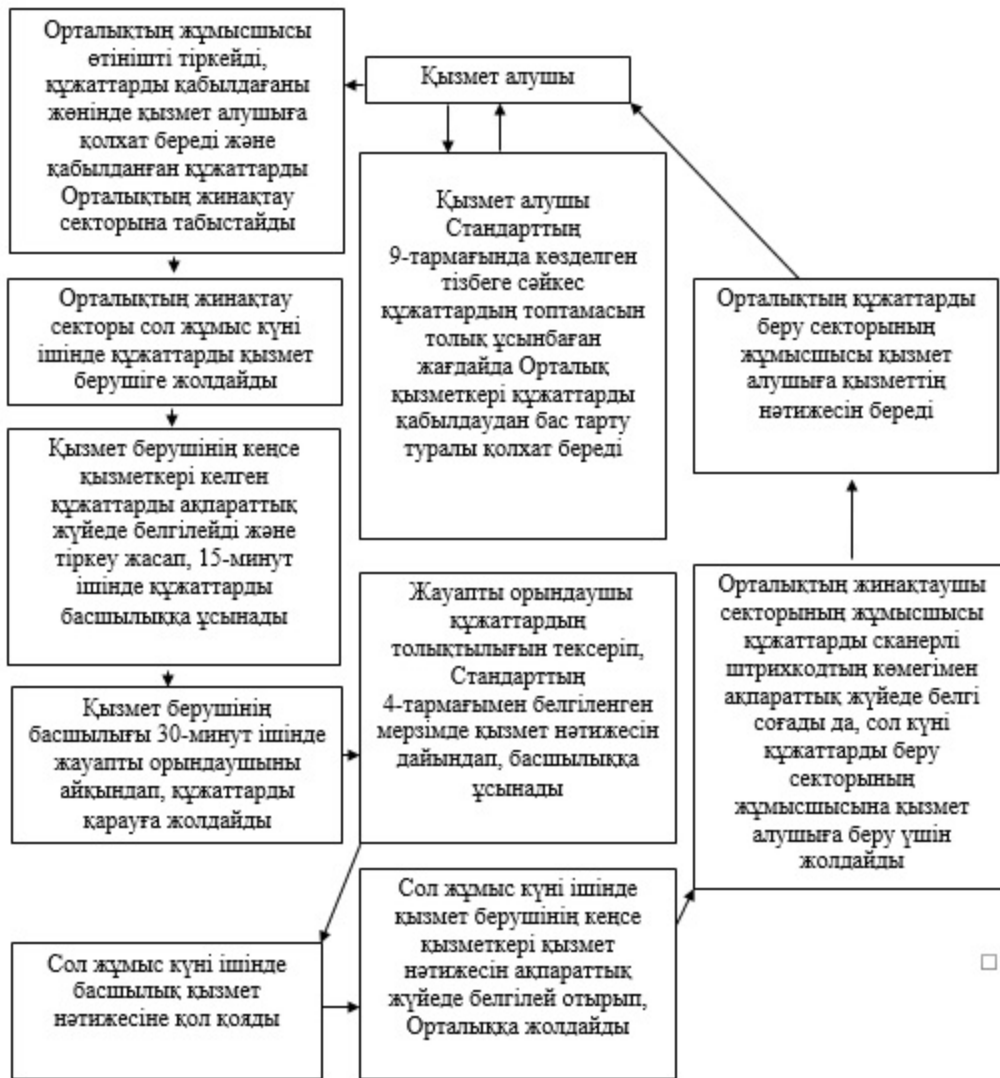 Қызмет алушы
Орталықтың жұмысшысы
өтінішті тіркейді,
құжаттарды қабылдағаны
жөнінде қызмет алушыға
қолхат береді және
қабылданған құжаттарды
Орталықтың жинақтау
секторына табыстайды
Қызмет алушы
Стандарттың
9-тармағында көзделген
тізбеге сәйкес
құжаттардың топтамасын
толық ұсынбаған
жағдайда Орталық
қызметкері құжаттарды
қабылдаудан бас тарту
туралы қолхат береді
Орталықтың жинақтау
секторы сол жұмыс күні
ішінде құжаттарды қызмет
берушіге жолдайды
Қызмет берушінің кеңсе
қызметкері келген
құжаттарды ақпараттық
жүйеде белгілейді және
тіркеу жасап, 15-минут
ішінде құжаттарды
басшылыққа ұсынады
Қызмет берушінің
басшылығы 30-минут ішінде
жауапты орындаушыны
айқындап, құжаттарды
қарауға жолдайды
Жауапты орындаушы
құжаттардың
толықтылығын тексеріп,
Стандарттың
4-тармағымен белгіленген
мерзімде қызмет нәтижесін
дайындап, басшылыққа
ұсынады
Сол жұмыс күні ішінде
басшылық қызмет
нәтижесіне қол қояды
Сол жұмыс күні ішінде
қызмет берушінің кеңсе
қызметкері қызмет
нәтижесін ақпараттық
жүйеде белгілей отырып,
Орталыққа жолдайды
Орталықтың жинақтаушы
секторының жұмысшысы
құжаттарды сканерлі
штрихкодтың көмегімен
ақпараттық жүйеде белгі
соғады да, сол күні
құжаттарды беру
секторының
жұмысшысына қызмет
алушыға беру үшін
жолдайды
Орталықтың құжаттарды
беру секторының
жұмысшысы қызмет
алушыға қызметтің
нәтижесін береді